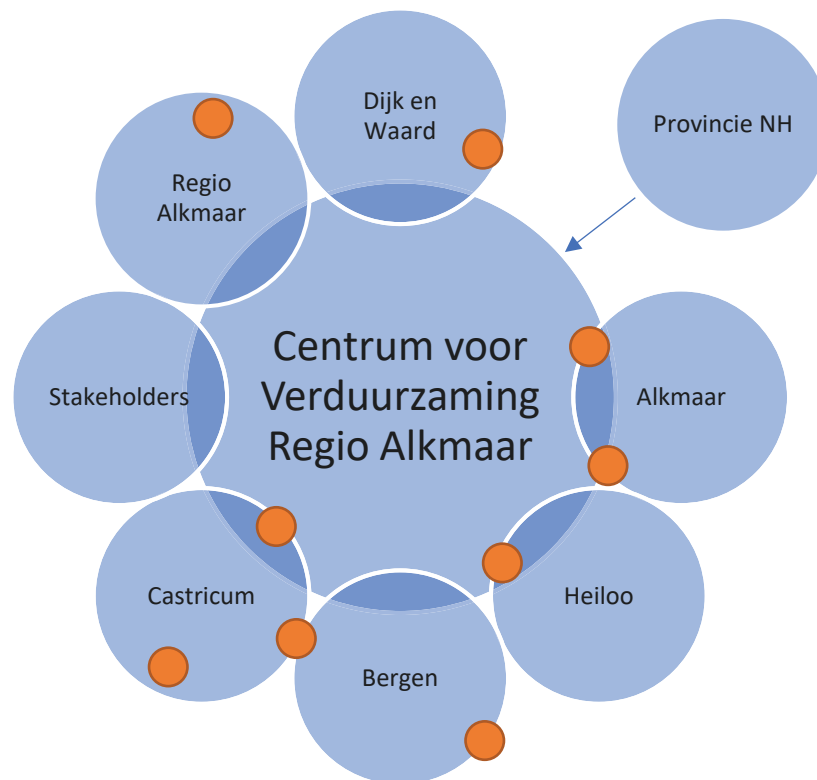 Dijk en
Waard
Provincie NH
Regio
Alkmaar
Centrum voor
Verduurzaming
Regio Alkmaar
Stakeholders
Alkmaar
Castricum
Heiloo
Bergen